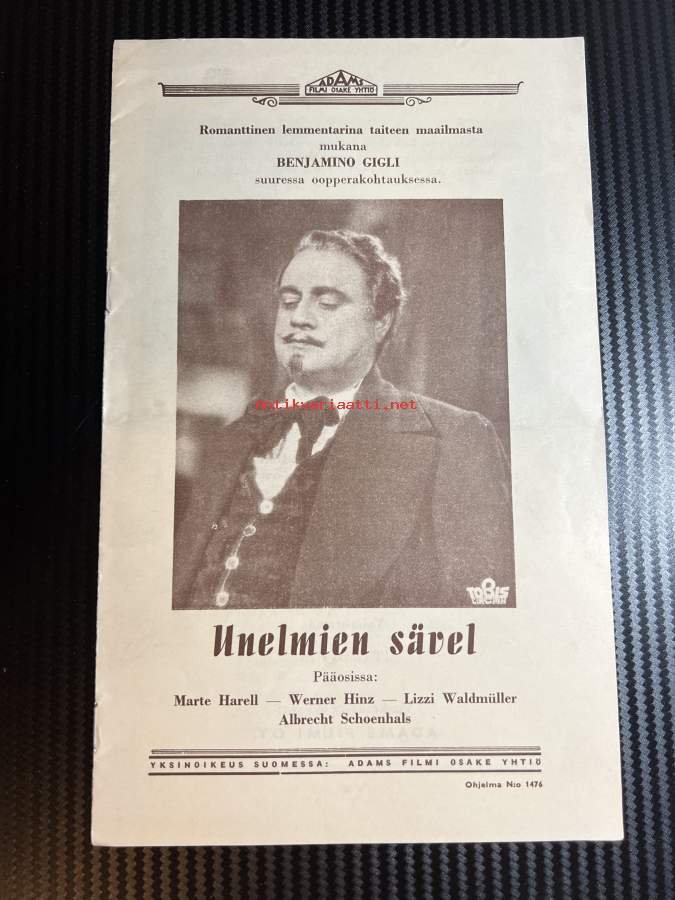 ADAMS
FILMI OSAKE YHTIÖ
Romanttinen lemmentarina taiteen maailmasta
mukana
BENJAMINO GIGLI
suuressa oopperakohtauksessa.
antikvariaatti.net
TOBIS
Unelmien sävel
Pääosissa:
Marte Harell — Werner Hinz — Lizzi Waldmüller
Albrecht Schoenhals
YKSINOIKEUS SUOMESSA: ADAMS FILMI OSAKE YHTIÖ
Ohjelma N:o 1476